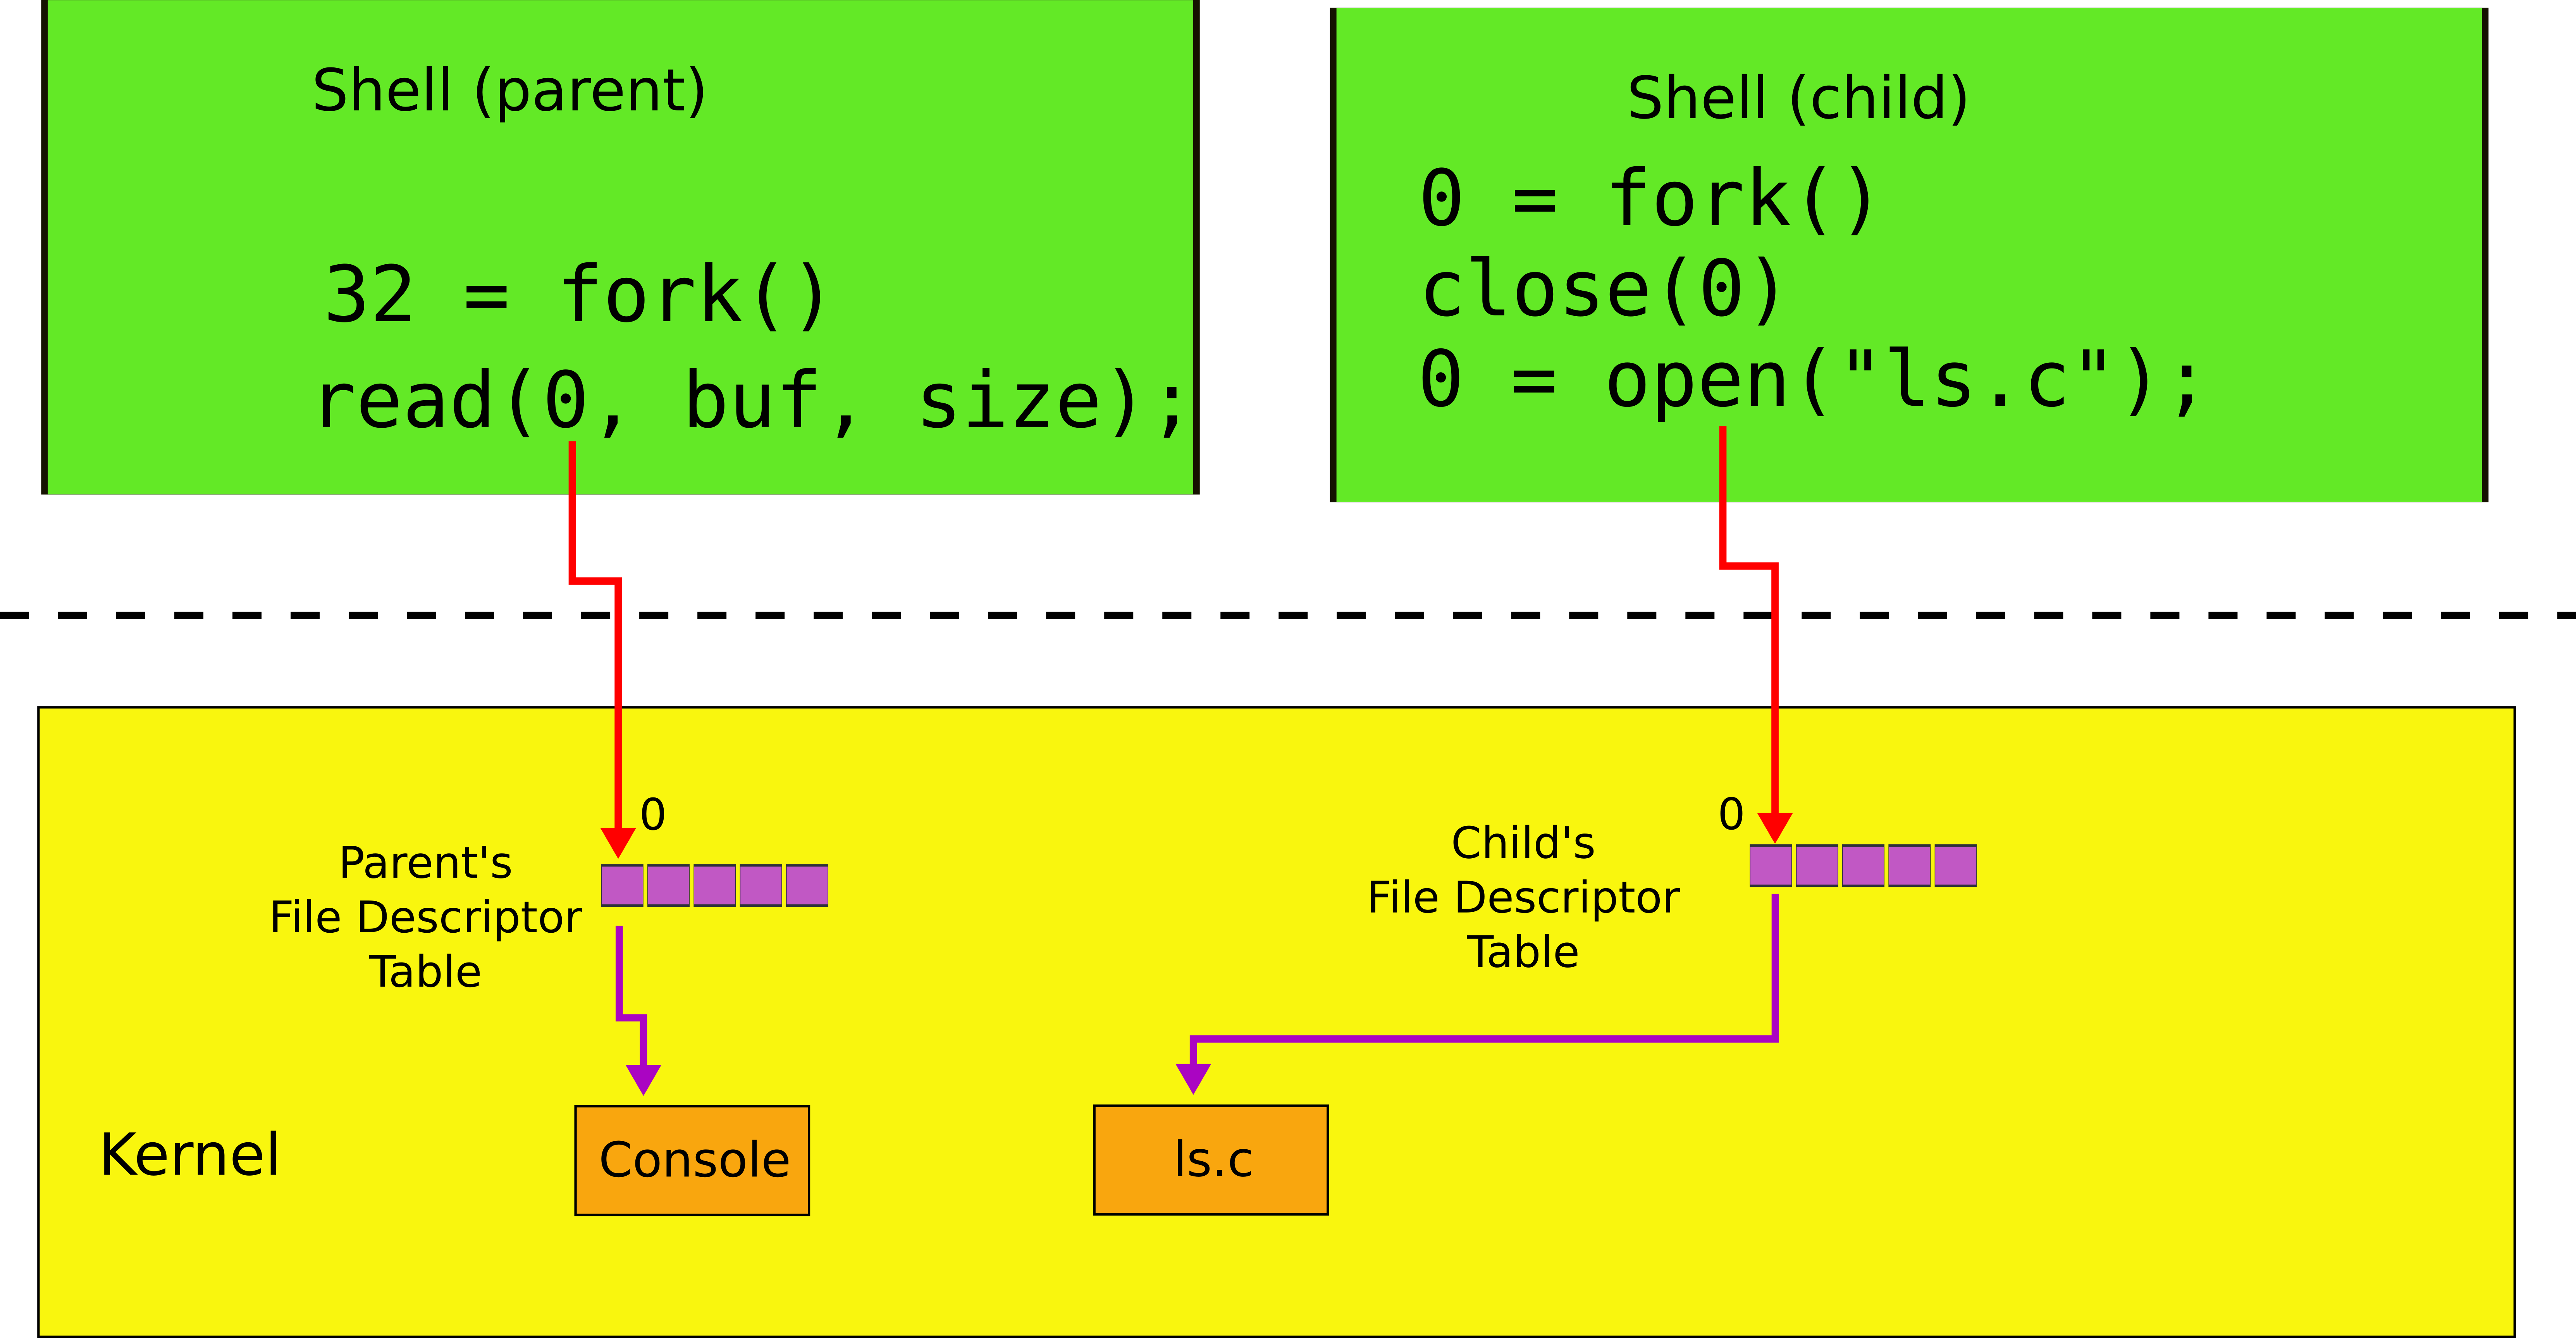 Shell (parent)
32 = fork()
read(0, buf, size);
Shell (child)
0 = fork()
close(0)
0 = open("ls.c");
0
Parent's
File Descriptor
Table
0
Child's
File Descriptor
Table
Kernel
Console
ls.c